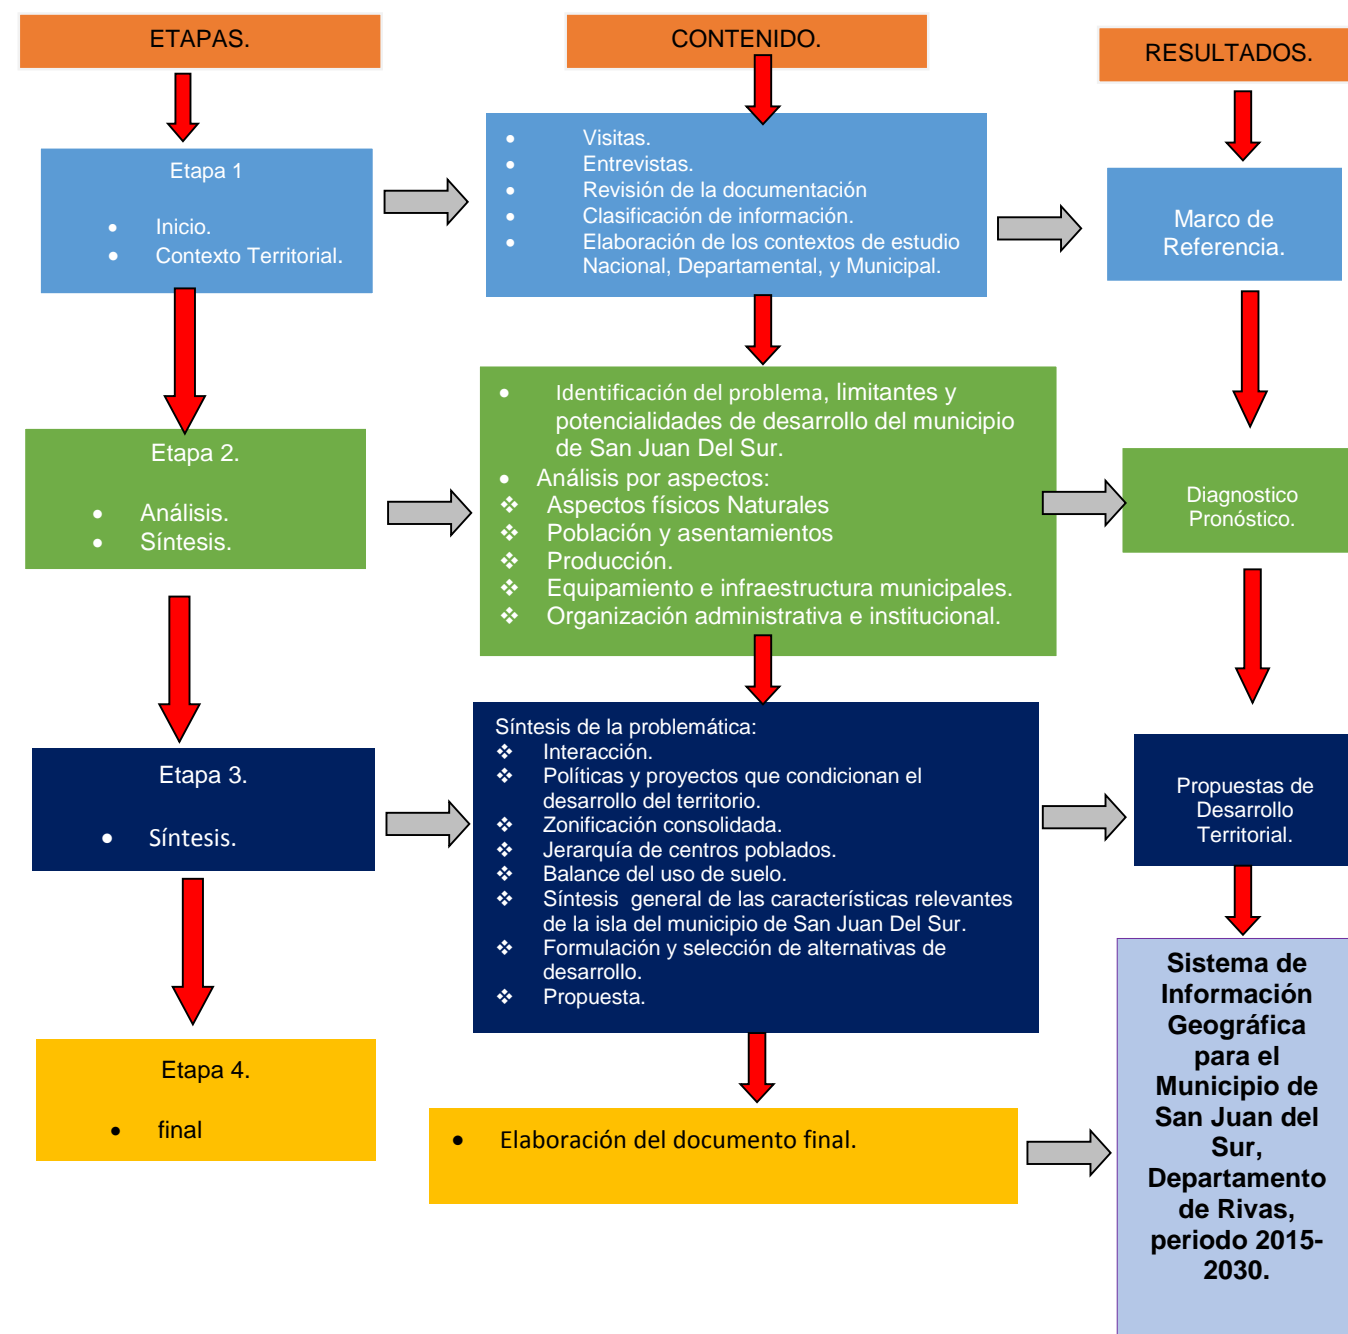 ETAPAS.
CONTENIDO.
RESULTADOS.
Etapa 1
• Inicio.
• Contexto Territorial.
• Visitas.
• Entrevistas.
• Revisión de la documentación
• Clasificación de información.
• Elaboración de los contextos de estudio
Nacional, Departamental, y Municipal.
Marco de
Referencia.
Etapa 2.
• Análisis.
• Síntesis.
• Identificación del problema, limitantes y
potencialidades de desarrollo del municipio
de San Juan Del Sur.
• Análisis por aspectos:
❖ Aspectos físicos Naturales
❖ Población y asentamientos
❖ Producción.
❖ Equipamiento e infraestructura municipales.
❖ Organización administrativa e institucional.
Diagnostico
Pronóstico.
Etapa 3.
• Síntesis.
Síntesis de la problemática:
❖ Interacción.
❖ Políticas y proyectos que condicionan el
desarrollo del territorio.
❖ Zonificación consolidada.
❖ Jerarquía de centros poblados.
❖ Balance del uso de suelo.
❖ Síntesis general de las características relevantes
de la isla del municipio de San Juan Del Sur.
❖ Formulación y selección de alternativas de
desarrollo.
❖ Propuesta.
Propuestas de
Desarrollo
Territorial.
Etapa 4.
• final
• Elaboración del documento final.
Sistema de
Información
Geográfica
para el
Municipio de
San Juan del
Sur,
Departamento
de Rivas,
periodo 2015-
2030.